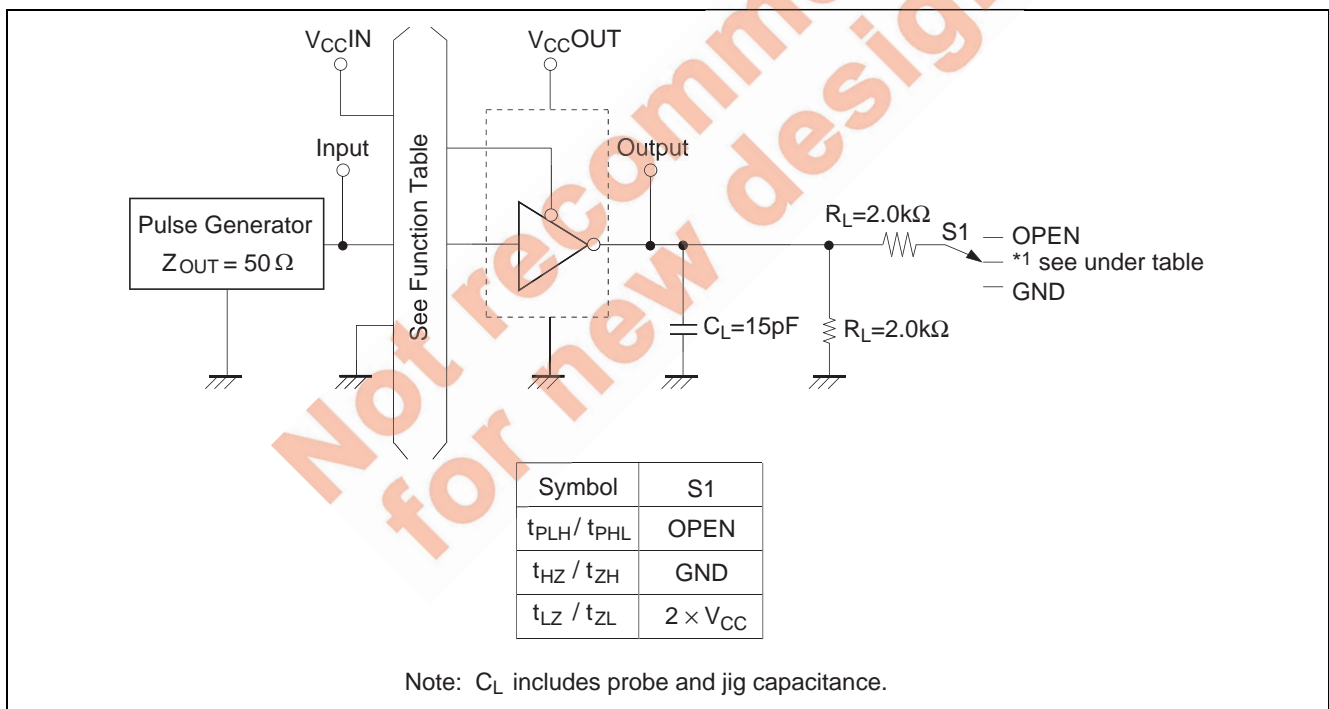 VCCIN
VCCOUT
Input
Output
See Function Table
Pulse Generator
ZOUT = 50 Ω
RL=2.0kΩ
S1
OPEN
*1 see under table
GND
CL=15pF
RL=2.0kΩ
Symbol S1
tPLH / tPHL OPEN
tHZ / tZH GND
tLZ / tZL 2 × VCC
Note: CL includes probe and jig capacitance.
for new design